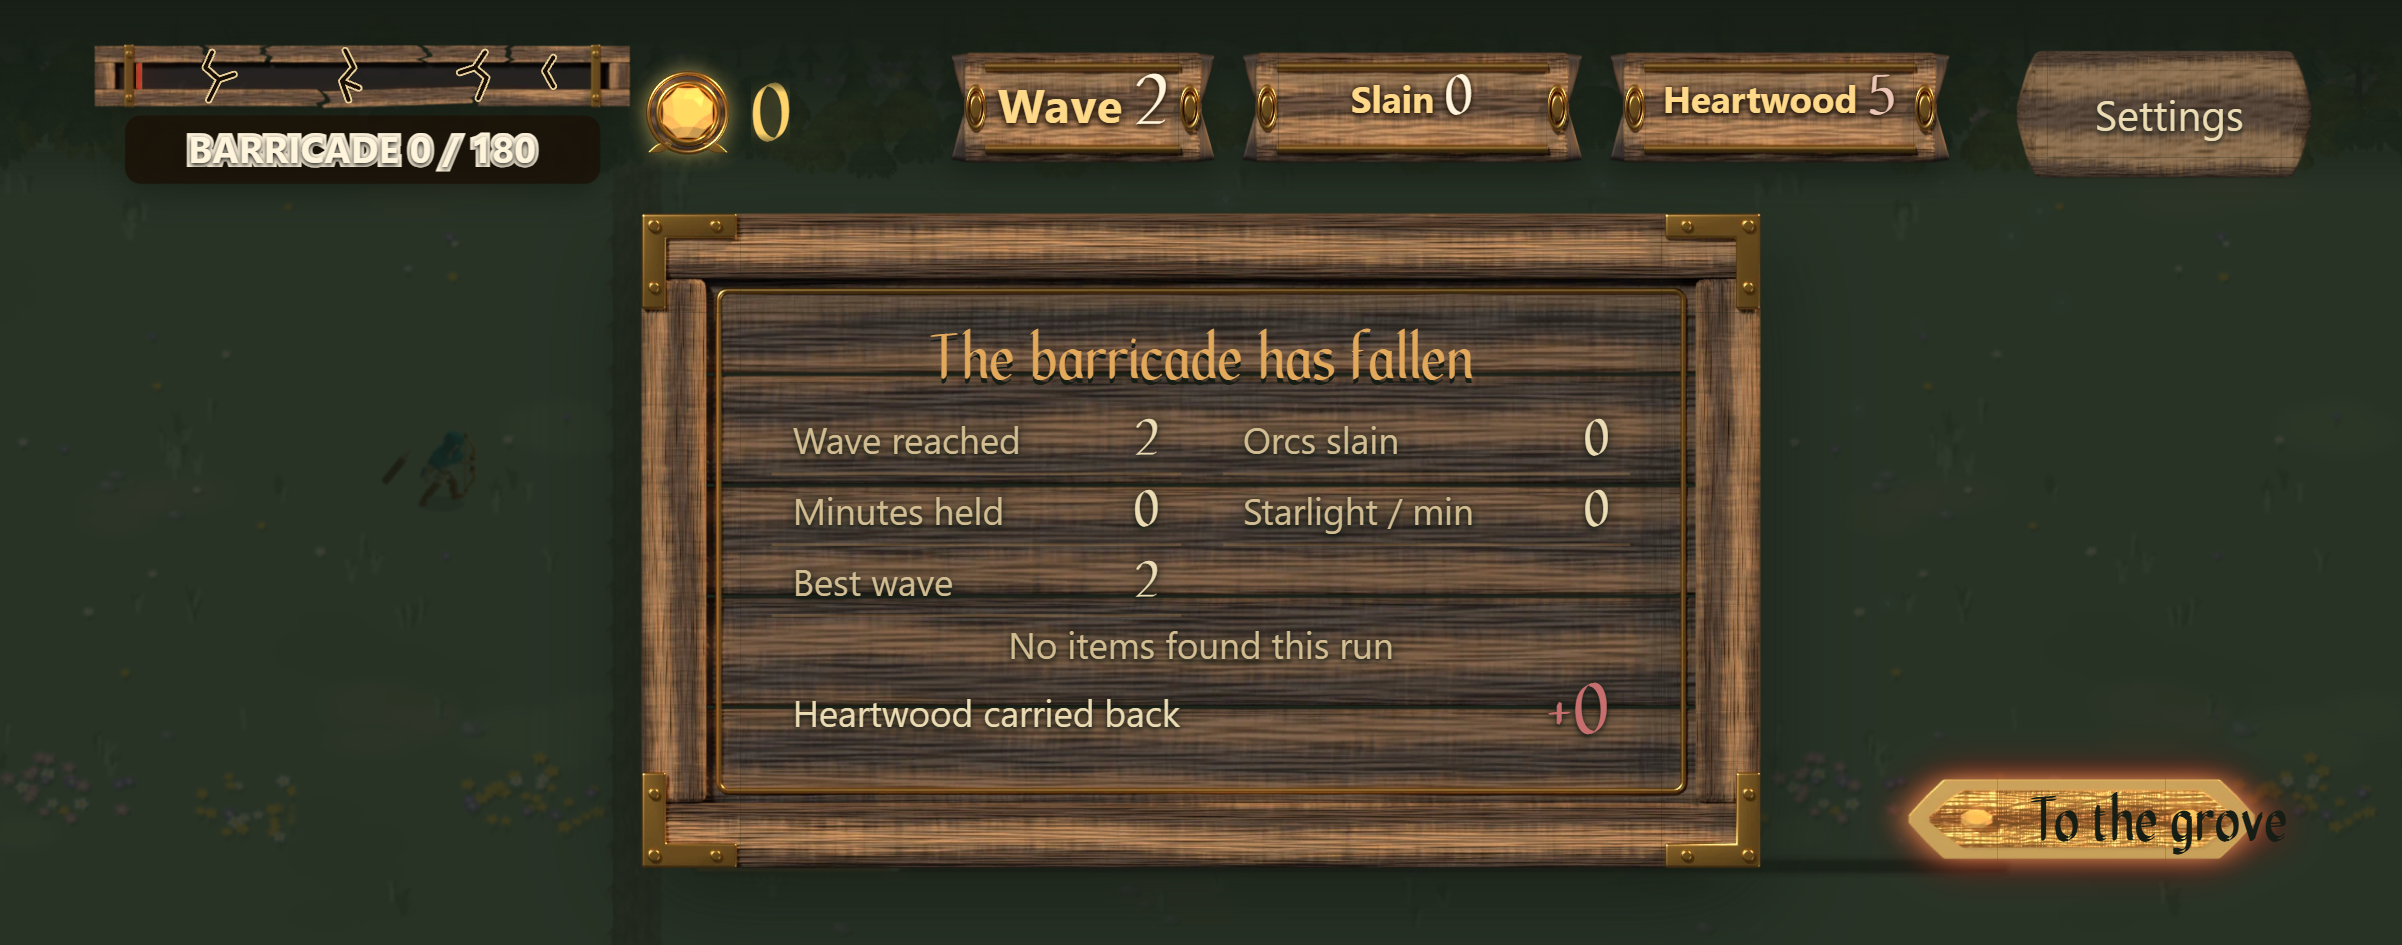 BARRICADE 0 / 180
0
Wave 2
Slain 0
Heartwood 5
Settings
The barricade has fallen
Wave reached 2
Orcs slain 0
Minutes held 0
Starlight / min 0
Best wave 2
No items found this run
Heartwood carried back +0
To the grove